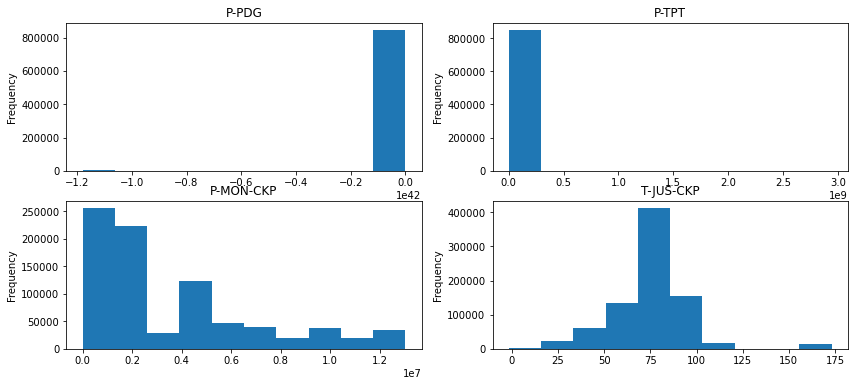 P-PDG
P-TPT
Frequency
800000
600000
400000
200000
0
−1.2 −1.0 −0.8 −0.6 −0.4 −0.2 0.0
1e42
Frequency
800000
600000
400000
200000
0
0.0 0.5 1.0 1.5 2.0 2.5 3.0
1e9
P-MON-CKP
T-JUS-CKP
Frequency
250000
200000
150000
100000
50000
0
0.0 0.2 0.4 0.6 0.8 1.0 1.2
1e7
Frequency
400000
300000
200000
100000
0
0 25 50 75 100 125 150 175